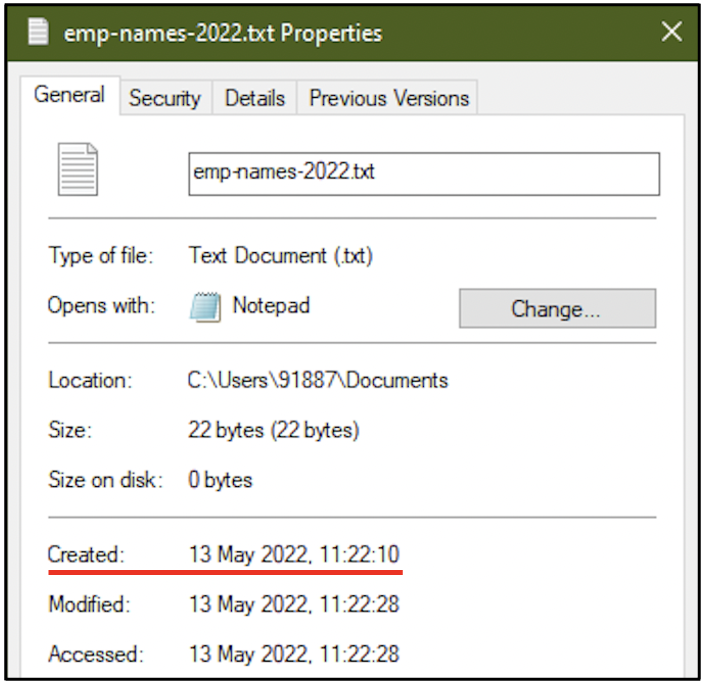 emp-names-2022.txt Properties
General Security Details Previous Versions
emp-names-2022.txt
Type of file: Text Document (.txt)
Opens with: Notepad Change...
Location: C:\Users\91887\Documents
Size: 22 bytes (22 bytes)
Size on disk: 0 bytes
Created: 13 May 2022, 11:22:10
Modified: 13 May 2022, 11:22:28
Accessed: 13 May 2022, 11:22:28